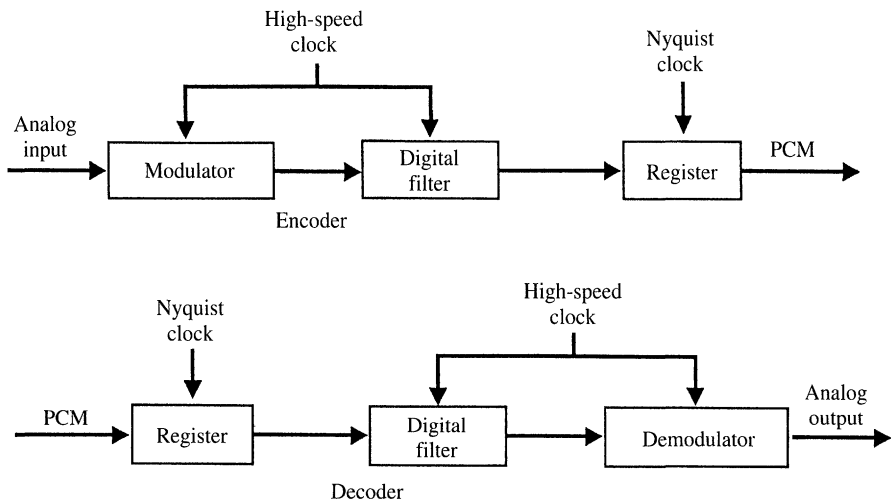 High-speed
clock
Nyquist
clock
Analog
input
Modulator
Digital
filter
Register
PCM
Encoder
Nyquist
clock
High-speed
clock
PCM
Register
Digital
filter
Demodulator
Analog
output
Decoder